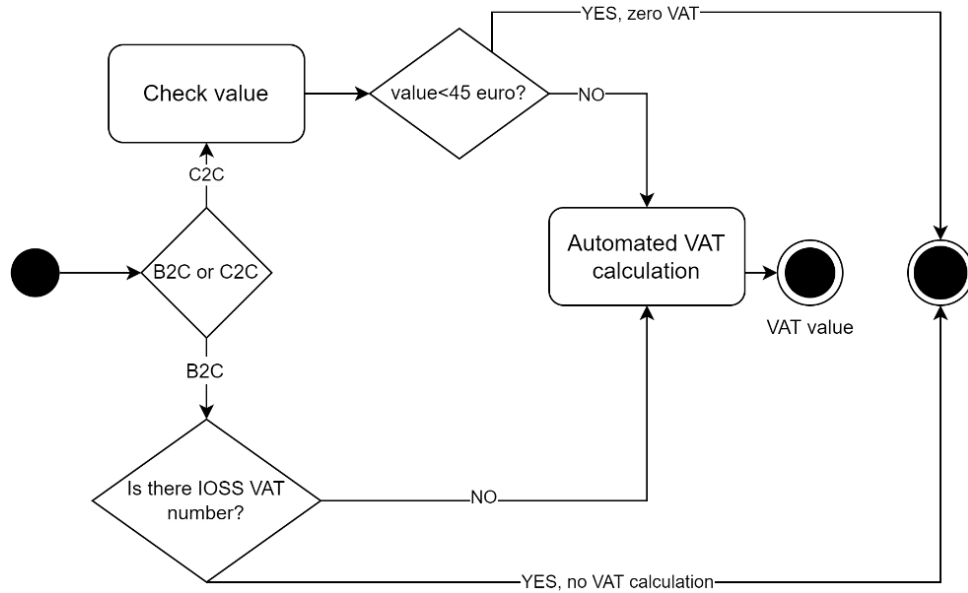 YES, zero VAT
Check value
value<45 euro?
NO
C2C
B2C or C2C
Automated VAT
calculation
VAT value
B2C
Is there IOSS VAT
number?
NO
YES, no VAT calculation